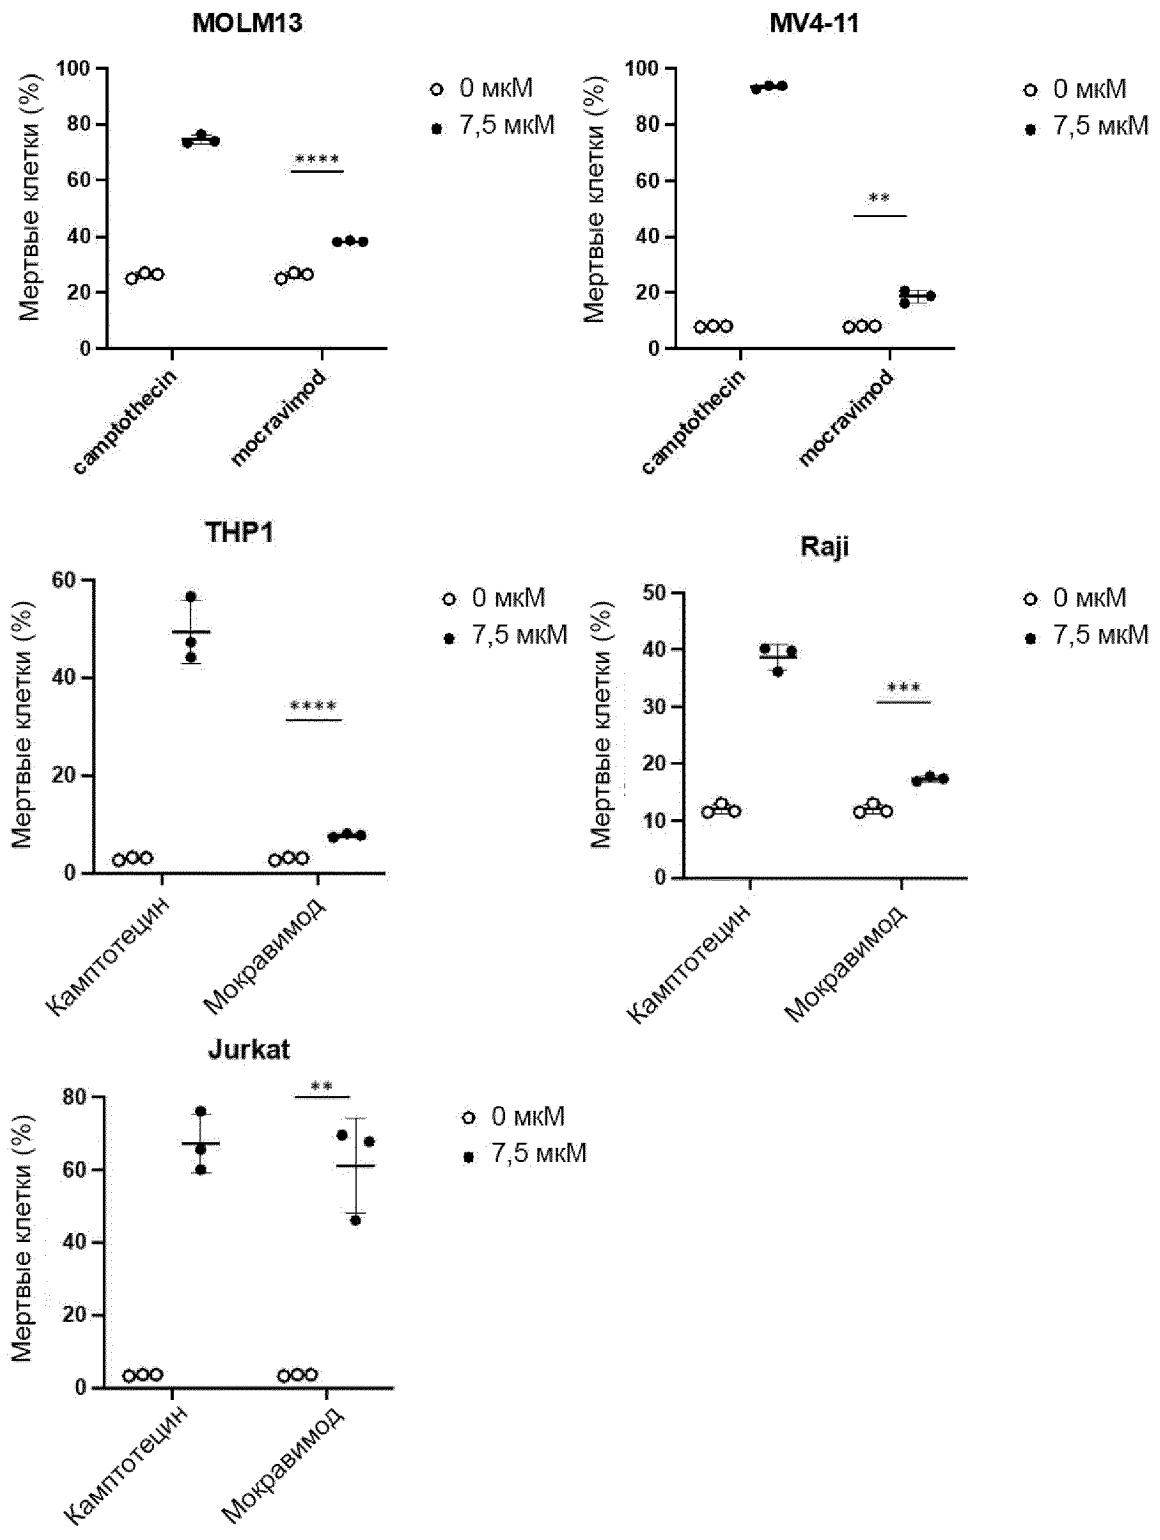 MOLM13
Мертвые клетки (%)
100
80
60
40
20
0
****
camptothecin
mocravimod
0 мкМ
7,5 мкМ
MV4-11
Мертвые клетки (%)
100
80
60
40
20
0
**
camptothecin
mocravimod
0 мкМ
7,5 мкМ
THP1
Мертвые клетки (%)
60
40
20
0
****
Камптотецин
Мокравимод
0 мкМ
7,5 мкМ
Raji
Мертвые клетки (%)
50
40
30
20
10
0
***
Камптотецин
Мокравимод
0 мкМ
7,5 мкМ
Jurkat
Мертвые клетки (%)
80
60
40
20
0
**
Камптотецин
Мокравимод
0 мкМ
7,5 мкМ